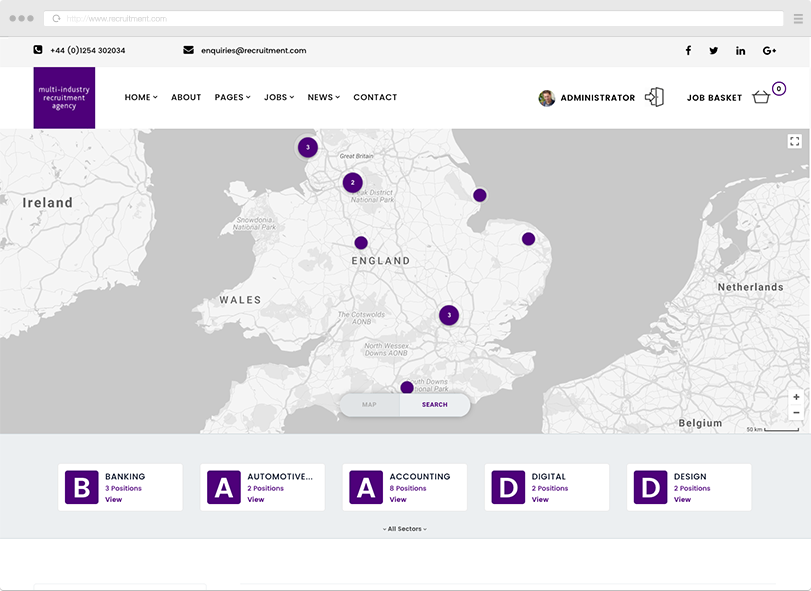 http://www.recruitment.com
+44 (0)1254 302034
enquiries@recruitment.com
G+
multi-industry
recruitment
agency
HOME
ABOUT
PAGES
JOBS
NEWS
CONTACT
ADMINISTRATOR
JOB BASKET
0
3
Great Britain
2
Peak District
National Park
Ireland
Snowdonia
National Park
ENGLAND
WALES
Netherlands
The Cotswolds
AONB
3
North Wessex
Downs AONB
South Downs
National Park
MAP
SEARCH
+
−
Belgium
50 km
B
BANKING
3 Positions
View
A
AUTOMOTIVE...
2 Positions
View
A
ACCOUNTING
8 Positions
View
D
DIGITAL
2 Positions
View
D
DESIGN
2 Positions
View
All Sectors